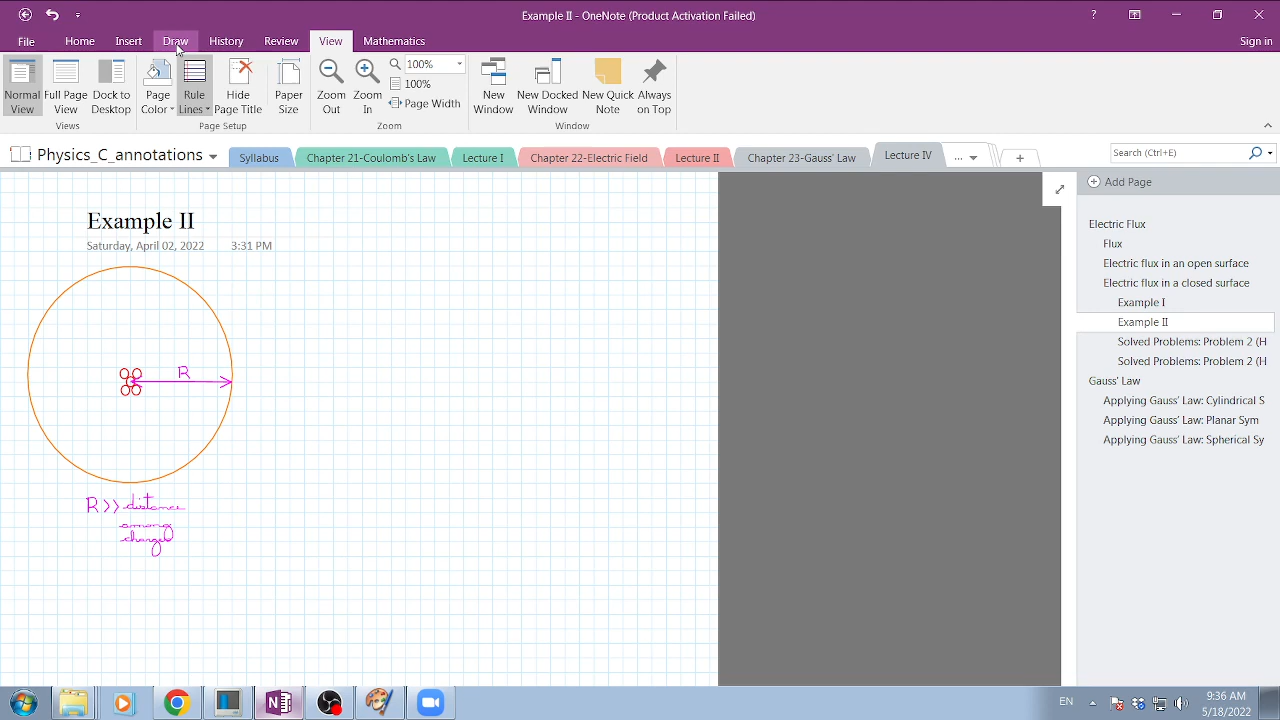 Example II - OneNote (Product Activation Failed)
?
Sign in
File Home Insert Draw History Review View Mathematics
Normal View
Full Page View
Dock to Desktop
Page Color
Rule Lines
Hide Page Title
Paper Size
Zoom Out
Zoom In
100%
100%
Page Width
New Window
New Docked Window
New Quick Note
Always on Top
Views
Page Setup
Zoom
Window
Physics_C_annotations
Syllabus
Chapter 21-Coulomb's Law
Lecture I
Chapter 22-Electric Field
Lecture II
Chapter 23-Gauss' Law
Lecture IV
...
Search (Ctrl+E)
Add Page
Example II
Saturday, April 02, 2022 3:31 PM
R
R >> distance
among
charges
Electric Flux
Flux
Electric flux in an open surface
Electric flux in a closed surface
Example I
Example II
Solved Problems: Problem 2 (H
Solved Problems: Problem 2 (H
Gauss' Law
Applying Gauss' Law: Cylindrical S
Applying Gauss' Law: Planar Sym
Applying Gauss' Law: Spherical Sy
EN
9:36 AM
5/18/2022